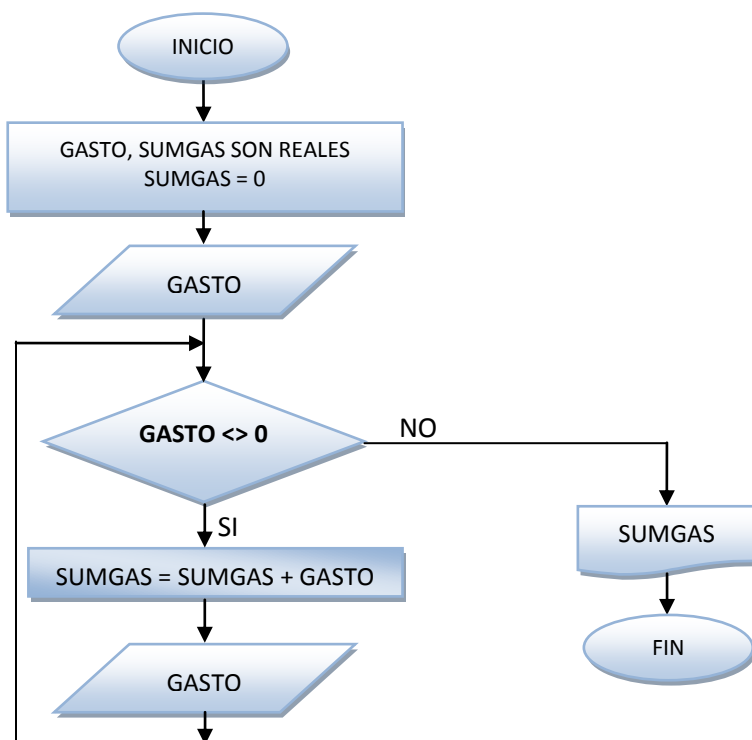 INICIO
GASTO, SUMGAS SON REALES
SUMGAS = 0
GASTO
GASTO <> 0
NO
SI
SUMGAS = SUMGAS + GASTO
GASTO
SUMGAS
FIN